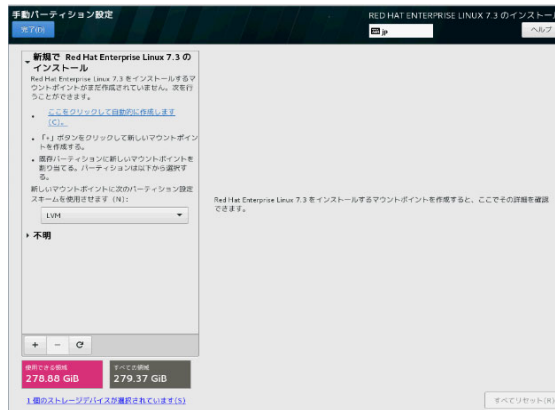 手動パーティション設定
RED HAT ENTERPRISE LINUX 7.3 のインストール
完了(D)
jp
ヘルプ
新規で Red Hat Enterprise Linux 7.3 の
インストール
Red Hat Enterprise Linux 7.3 をインストールするマ
ウントポイントがまだ作成されていません。次を行
うことができます。
ここをクリックして自動的に作成します
(C)。
「+」ボタンをクリックして新しいマウントポイン
トを作成する。
既存パーティションに新しいマウントポイントを
割り当てる。パーティションは以下から選択す
る。
新しいマウントポイントに次のパーティション設定
スキームを使用させます (N):
LVM
不明
Red Hat Enterprise Linux 7.3 をインストールするマウントポイントを作成すると、ここでその詳細を確認
できます。
+ - C
使用できる領域
278.88 GiB
すべての領域
279.37 GiB
1 個のストレージデバイスが選択されています(S)
すべてリセット(R)